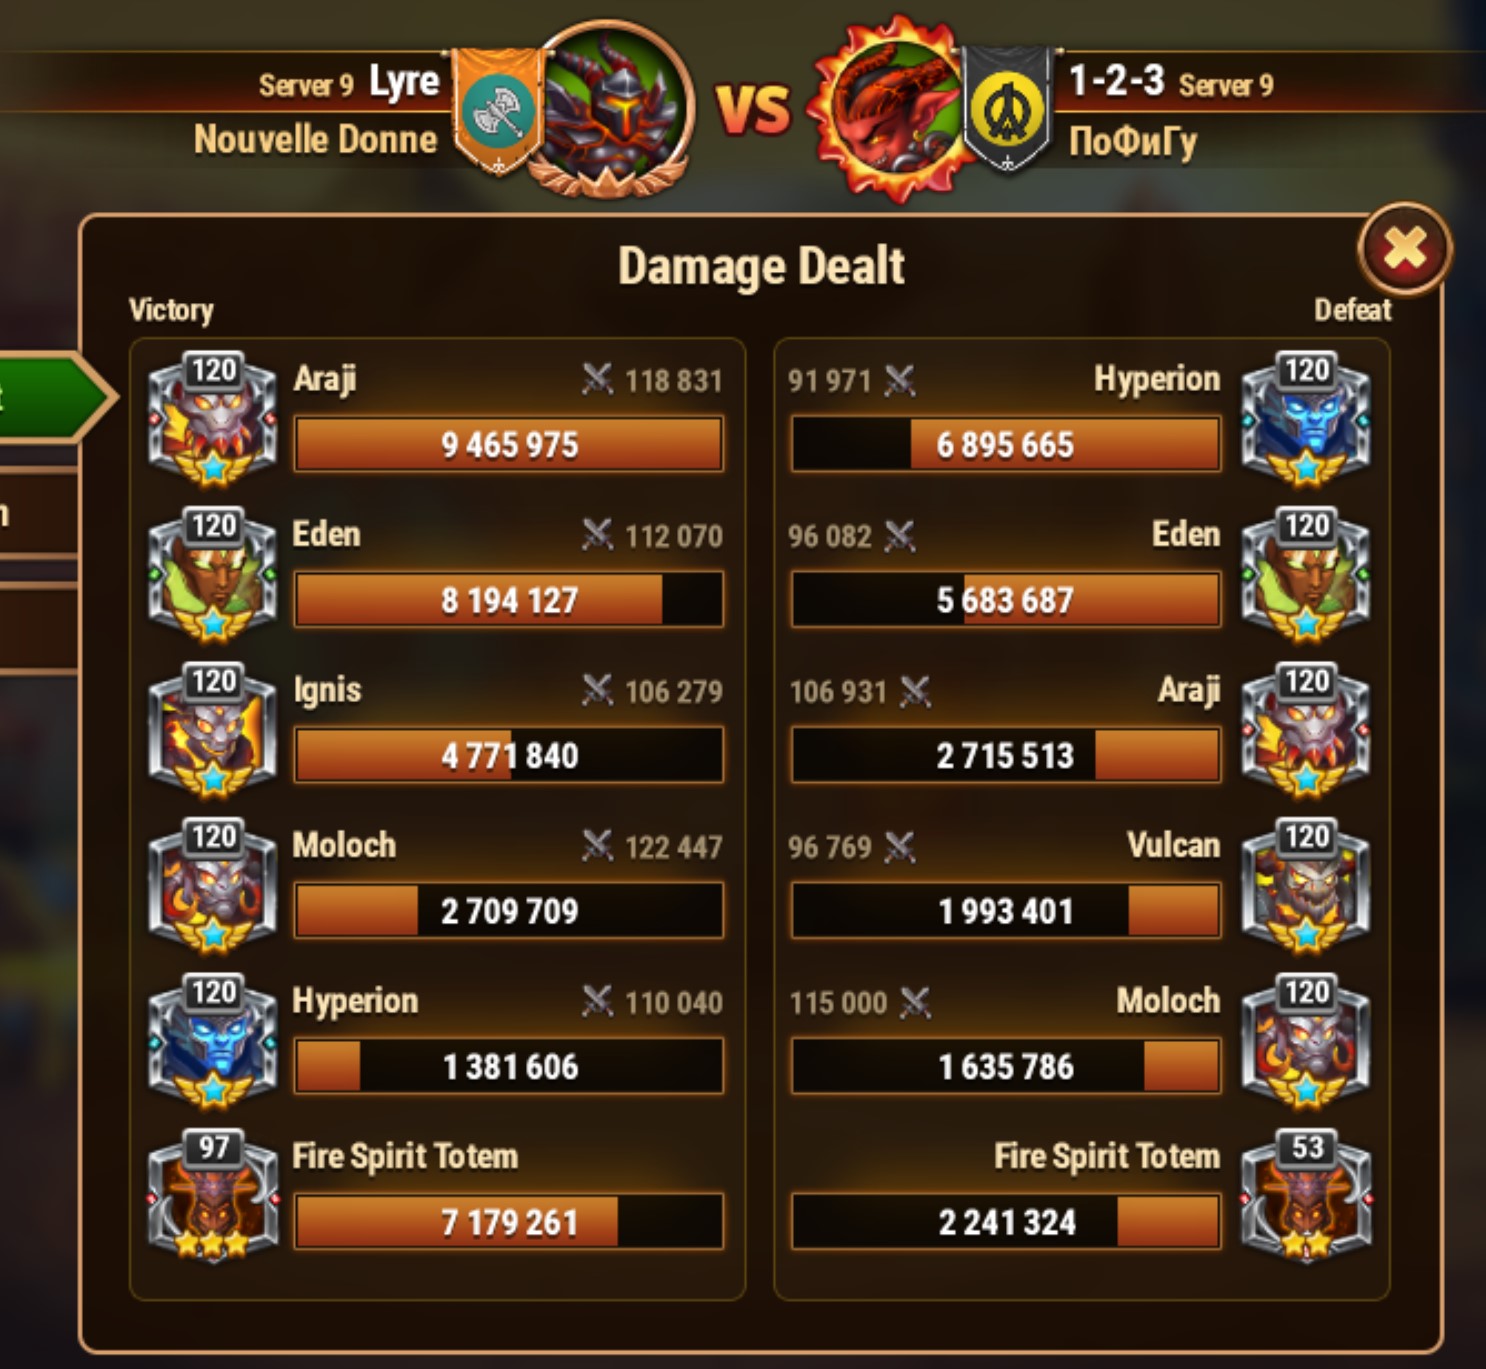 Server 9 Lyre
Nouvelle Donne
VS
1-2-3 Server 9
ПоФиГу
Damage Dealt
Victory
Defeat
120
Araji
118 831
9 465 975
120
Eden
112 070
8 194 127
120
Ignis
106 279
4 771 840
120
Moloch
122 447
2 709 709
120
Hyperion
110 040
1 381 606
97
Fire Spirit Totem
7 179 261
91 971
Hyperion
120
6 895 665
96 082
Eden
120
5 683 687
106 931
Araji
120
2 715 513
96 769
Vulcan
120
1 993 401
115 000
Moloch
120
1 635 786
Fire Spirit Totem
53
2 241 324